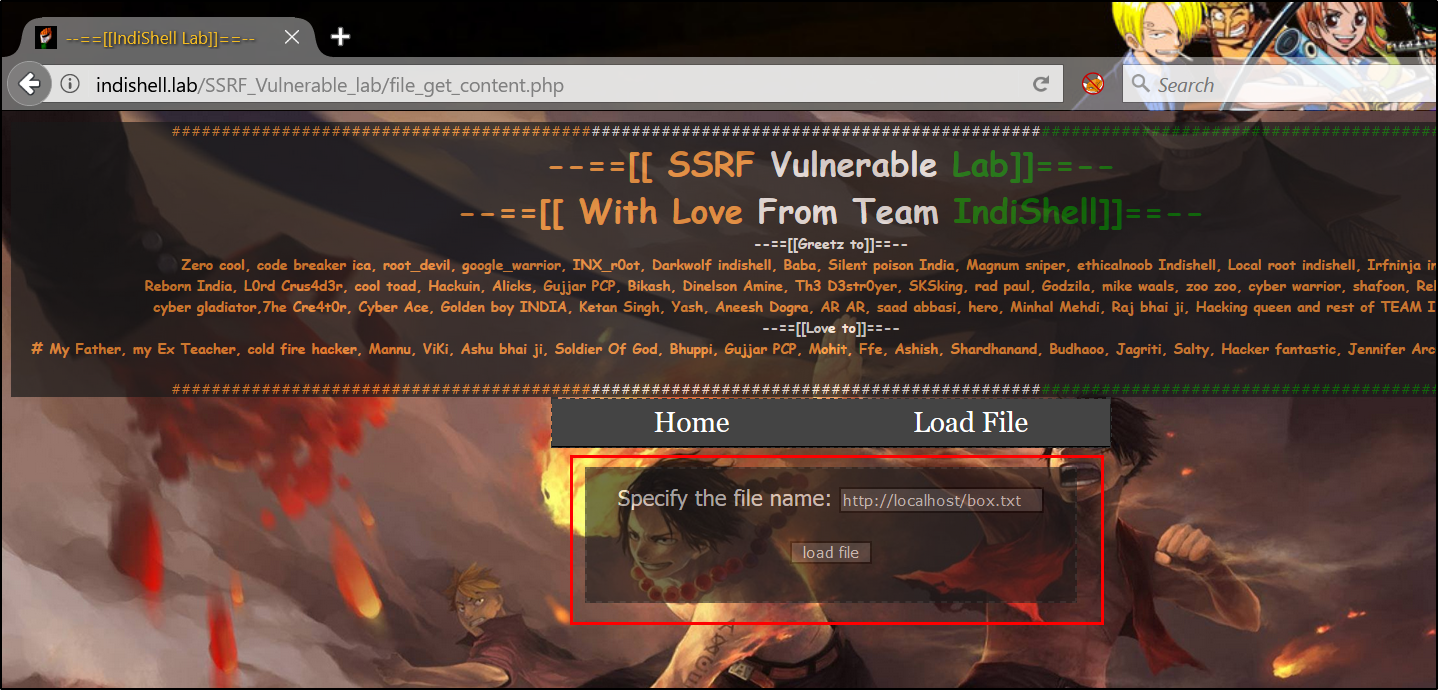 --==[[IndiShell Lab]]==--
indishell.lab/SSRF_Vulnerable_lab/file_get_content.php
Search
--==[[ SSRF Vulnerable Lab]]==--
--==[[ With Love From Team IndiShell]]==--
--==[[Greetz to]]==--
Zero cool, code breaker ica, root_devil, google_warrior, INX_r0ot, Darkwolf indishell, Baba, Silent poison India, Magnum sniper, ethicalnoob Indishell, Local root indishell, Irfninja in
Reborn India, L0rd Crus4d3r, cool toad, Hackuin, Alicks, Gujjar PCP, Bikash, Dinelson Amine, Th3 D3str0yer, SKSking, rad paul, Godzila, mike waals, zoo zoo, cyber warrior, shafoon, Rel
cyber gladiator,7he Cre4t0r, Cyber Ace, Golden boy INDIA, Ketan Singh, Yash, Aneesh Dogra, AR AR, saad abbasi, hero, Minhal Mehdi, Raj bhai ji, Hacking queen and rest of TEAM I
--==[[Love to]]==--
# My Father, my Ex Teacher, cold fire hacker, Mannu, ViKi, Ashu bhai ji, Soldier Of God, Bhuppi, Gujjar PCP, Mohit, Ffe, Ashish, Shardhanand, Budhaoo, Jagriti, Salty, Hacker fantastic, Jennifer Arc
Home Load File
Specify the file name: http://localhost/box.txt
load file